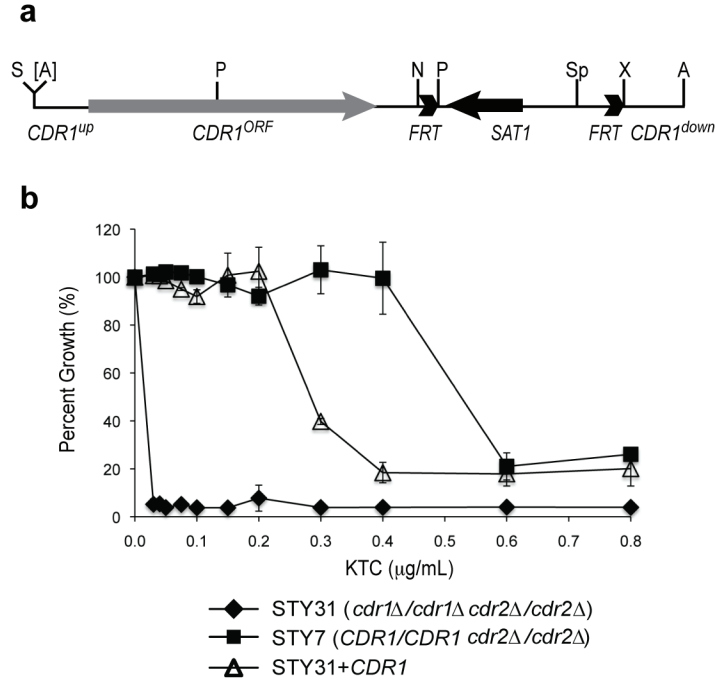 a
S [A] P N P Sp X A
CDR1up CDR1ORF FRT SAT1 FRT CDR1down
b
Percent Growth (%)
120
100
80
60
40
20
0
0.0 0.1 0.2 0.3 0.4 0.5 0.6 0.0 0.8
KTC (µg/mL)
STY31 (cdr1Δ/cdr1Δ cdr2Δ/cdr2Δ)
STY7 (CDR1/CDR1 cdr2Δ/cdr2Δ)
STY31+CDR1